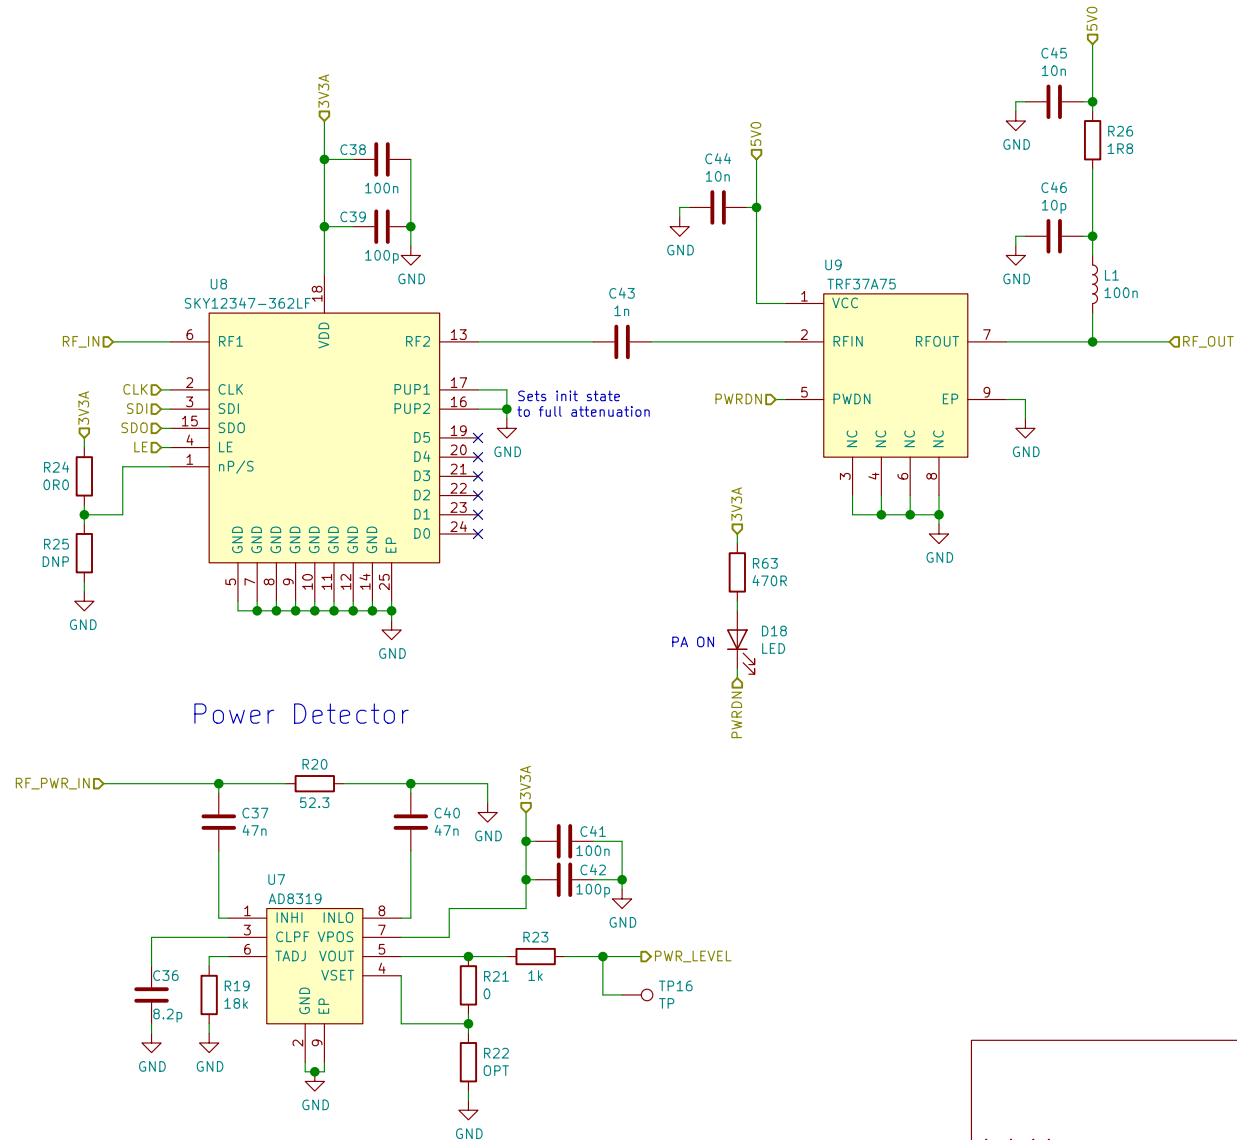 5V0
C45
10n
GND
R26
1R8
C46
10p
GND
L1
100n
3V3A
C38
100n
C39
100p
GND
5V0
C44
10n
GND
U8
SKY12347-362LF
18
VDD
RF_IN
6
RF1
RF2
13
CLK
2
CLK
SDI
3
SDI
SDO
15
SDO
LE
4
LE
1
nP/S
PUP1
17
PUP2
16
D5
19
D4
20
D3
21
D2
22
D1
23
D0
24
Sets init state
to full attenuation
GND
3V3A
R24
0R0
R25
DNP
GND
GND
GND
GND
GND
GND
GND
GND
GND
EP
5
7
8
9
10
11
12
14
25
GND
C43
1n
U9
TRF37A75
1
VCC
2
RFIN
RFOUT
7
RF_OUT
PWRDN
5
PWDN
EP
9
GND
NC
NC
NC
NC
3
4
6
8
GND
3V3A
R63
470R
PA ON
D18
LED
PWRDN
Power Detector
RF_PWR_IN
R20
52.3
C37
47n
C40
47n
GND
3V3A
C41
100n
C42
100p
GND
U7
AD8319
1
INHI
INLO
8
3
CLPF
VPOS
7
6
TADJ
VOUT
5
VSET
4
GND
EP
2
9
GND
C36
8.2p
GND
R19
18k
GND
R23
1k
PWR_LEVEL
TP16
TP
R21
0
R22
OPT
GND